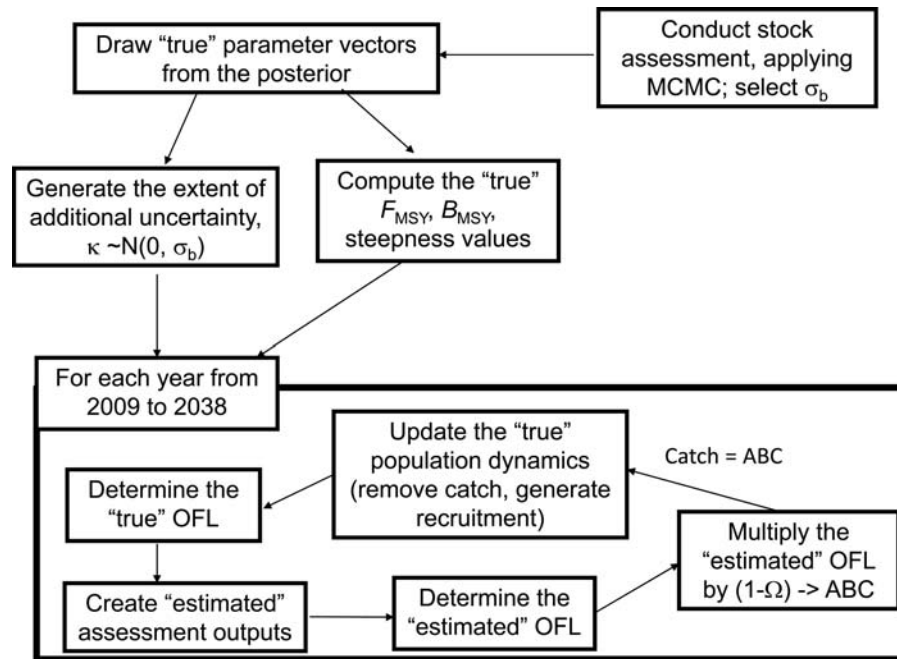 Draw “true” parameter vectors
from the posterior
Conduct stock
assessment, applying
MCMC; select σb
Generate the extent of
additional uncertainty,
κ ~N(0, σb)
Compute the “true”
FMSY, BMSY,
steepness values
For each year from
2009 to 2038
Update the “true”
population dynamics
(remove catch, generate
recruitment)
Catch = ABC
Determine the
“true” OFL
Multiply the
“estimated” OFL
by (1-Ω) -> ABC
Create “estimated”
assessment outputs
Determine the
“estimated” OFL